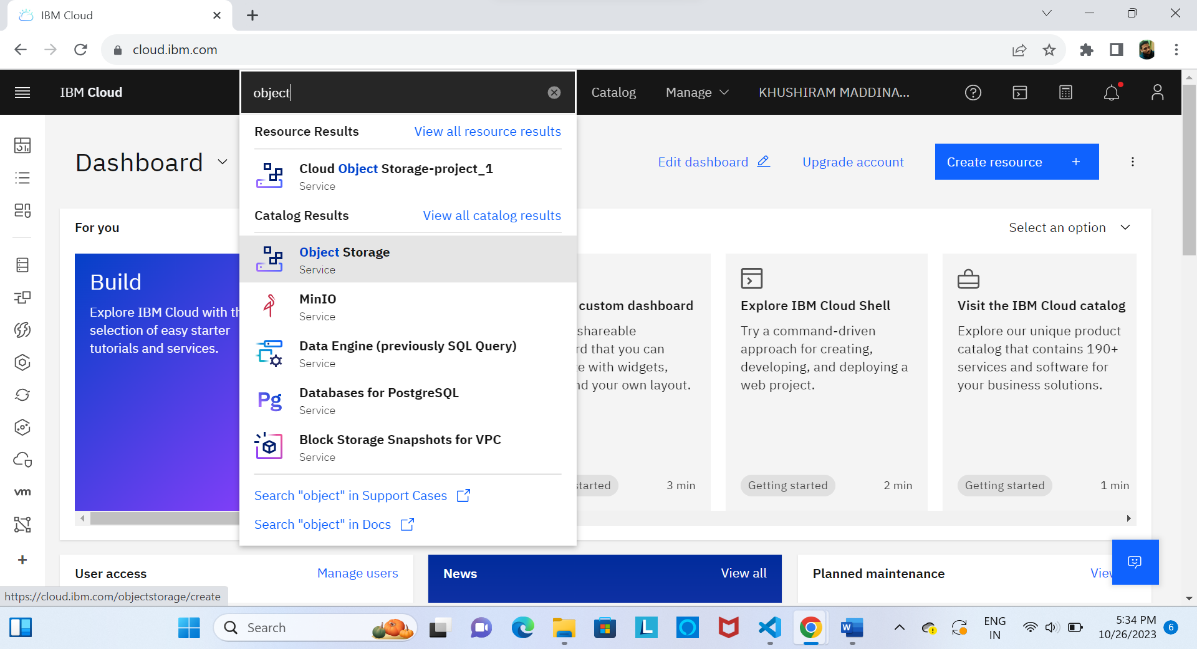 IBM Cloud
cloud.ibm.com
IBM Cloud
object
Catalog
Manage
KHUSHIRAM MADDINA...
Resource Results
View all resource results
Cloud Object Storage-project_1
Service
Catalog Results
View all catalog results
Object Storage
Service
MinIO
Service
Data Engine (previously SQL Query)
Service
Pg
Databases for PostgreSQL
Service
Block Storage Snapshots for VPC
Service
Search "object" in Support Cases
Search "object" in Docs
Dashboard
Edit dashboard
Upgrade account
Create resource +
For you
Select an option
Build
Explore IBM Cloud with th
selection of easy starter
tutorials and services.
custom dashboard
shareable
rd that you can
e with widgets,
nd your own layout.
started
3 min
Explore IBM Cloud Shell
Try a command-driven
approach for creating,
developing, and deploying a
web project.
Getting started
2 min
Visit the IBM Cloud catalog
Explore our unique product
catalog that contains 190+
services and software for
your business solutions.
Getting started
1 min
vm
User access
Manage users
News
View all
Planned maintenance
View
https://cloud.ibm.com/objectstorage/create
Search
ENG
IN
5:34 PM
10/26/2023
6